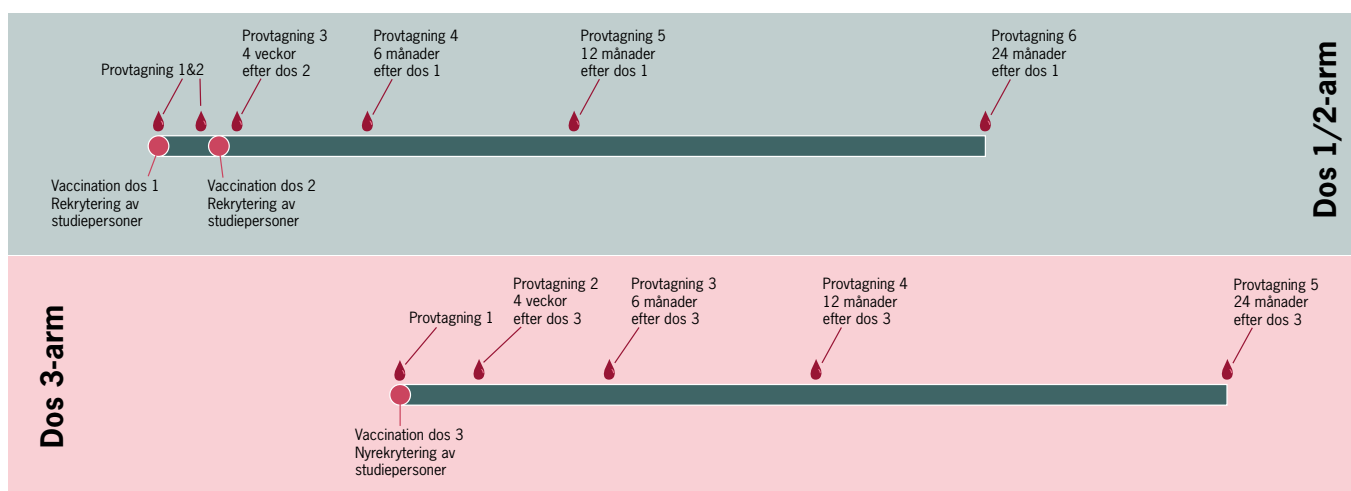 Provtagning 1&2
Provtagning 3
4 veckor
efter dos 2
Provtagning 4
6 månader
efter dos 1
Provtagning 5
12 månader
efter dos 1
Provtagning 6
24 månader
efter dos 1
Vaccination dos 1
Rekrytering av
studiepersoner
Vaccination dos 2
Rekrytering av
studiepersoner
Dos 1/2-arm
Dos 3-arm
Provtagning 1
Provtagning 2
4 veckor
efter dos 3
Provtagning 3
6 månader
efter dos 3
Provtagning 4
12 månader
efter dos 3
Provtagning 5
24 månader
efter dos 3
Vaccination dos 3
Nyrekrytering av
studiepersoner